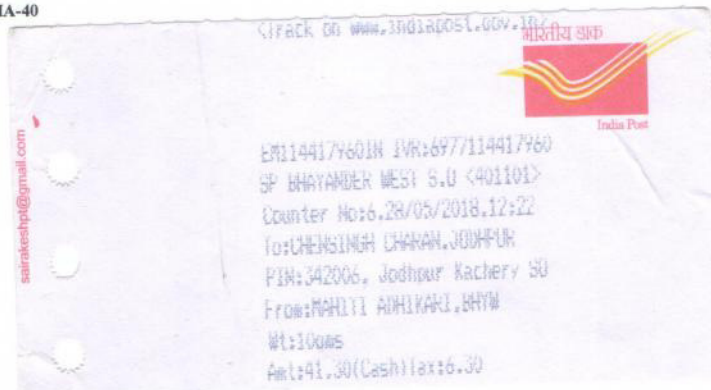 IA-40
<Track on www.indiapost.gov.in>
भारतीय डाक
India Post
sairakeshpt@gmail.com
EM114417960IN IVR:6977114417960
SP BHAYANDER WEST S.O <401101>
Counter No:6,28/05/2018,12:22
To:CHENSINGH CHARAN,JODHPUR
PIN:342006, Jodhpur Kachery SO
From:MAHITI ADHIKARI,BHYW
Wt:10gms
Amt:41.30(Cash)Tax:6.30